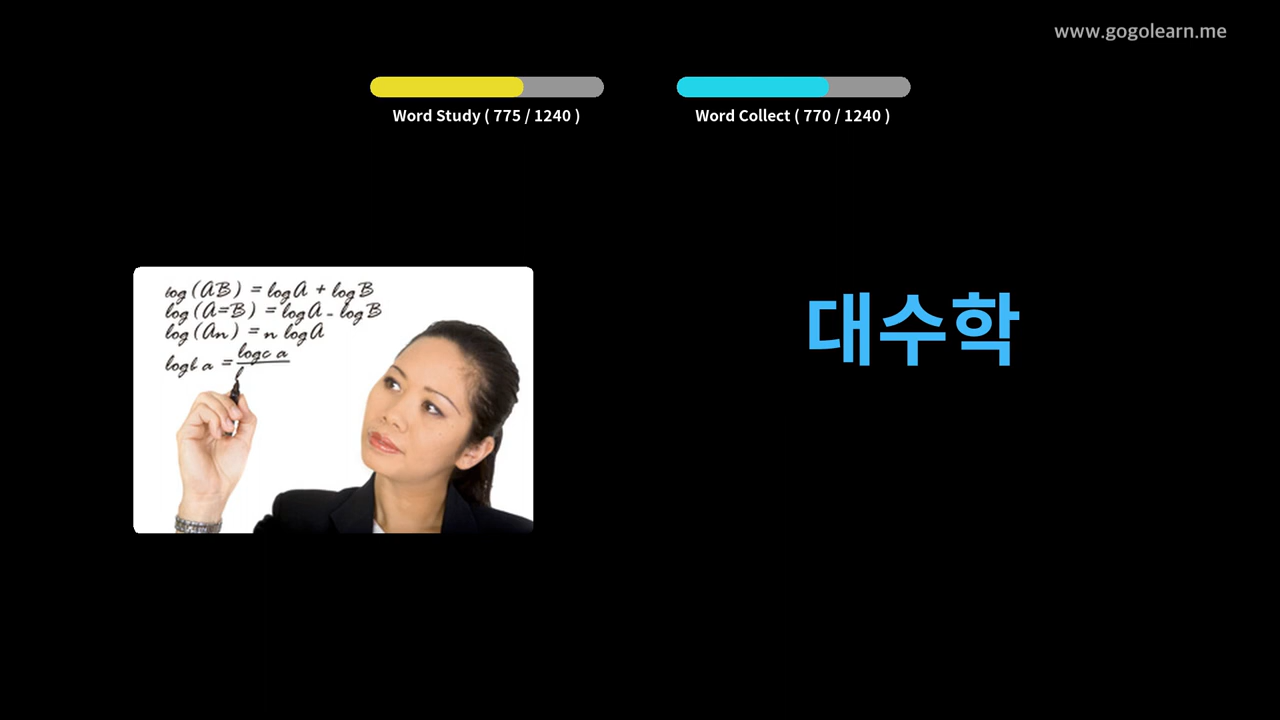 www.gogolearn.me
Word Study ( 775 / 1240 )
Word Collect ( 770 / 1240 )
log (AB) = log A + log B
log (A=B) = log A - log B
log (An) = n log A
logb a = logc a
대수학